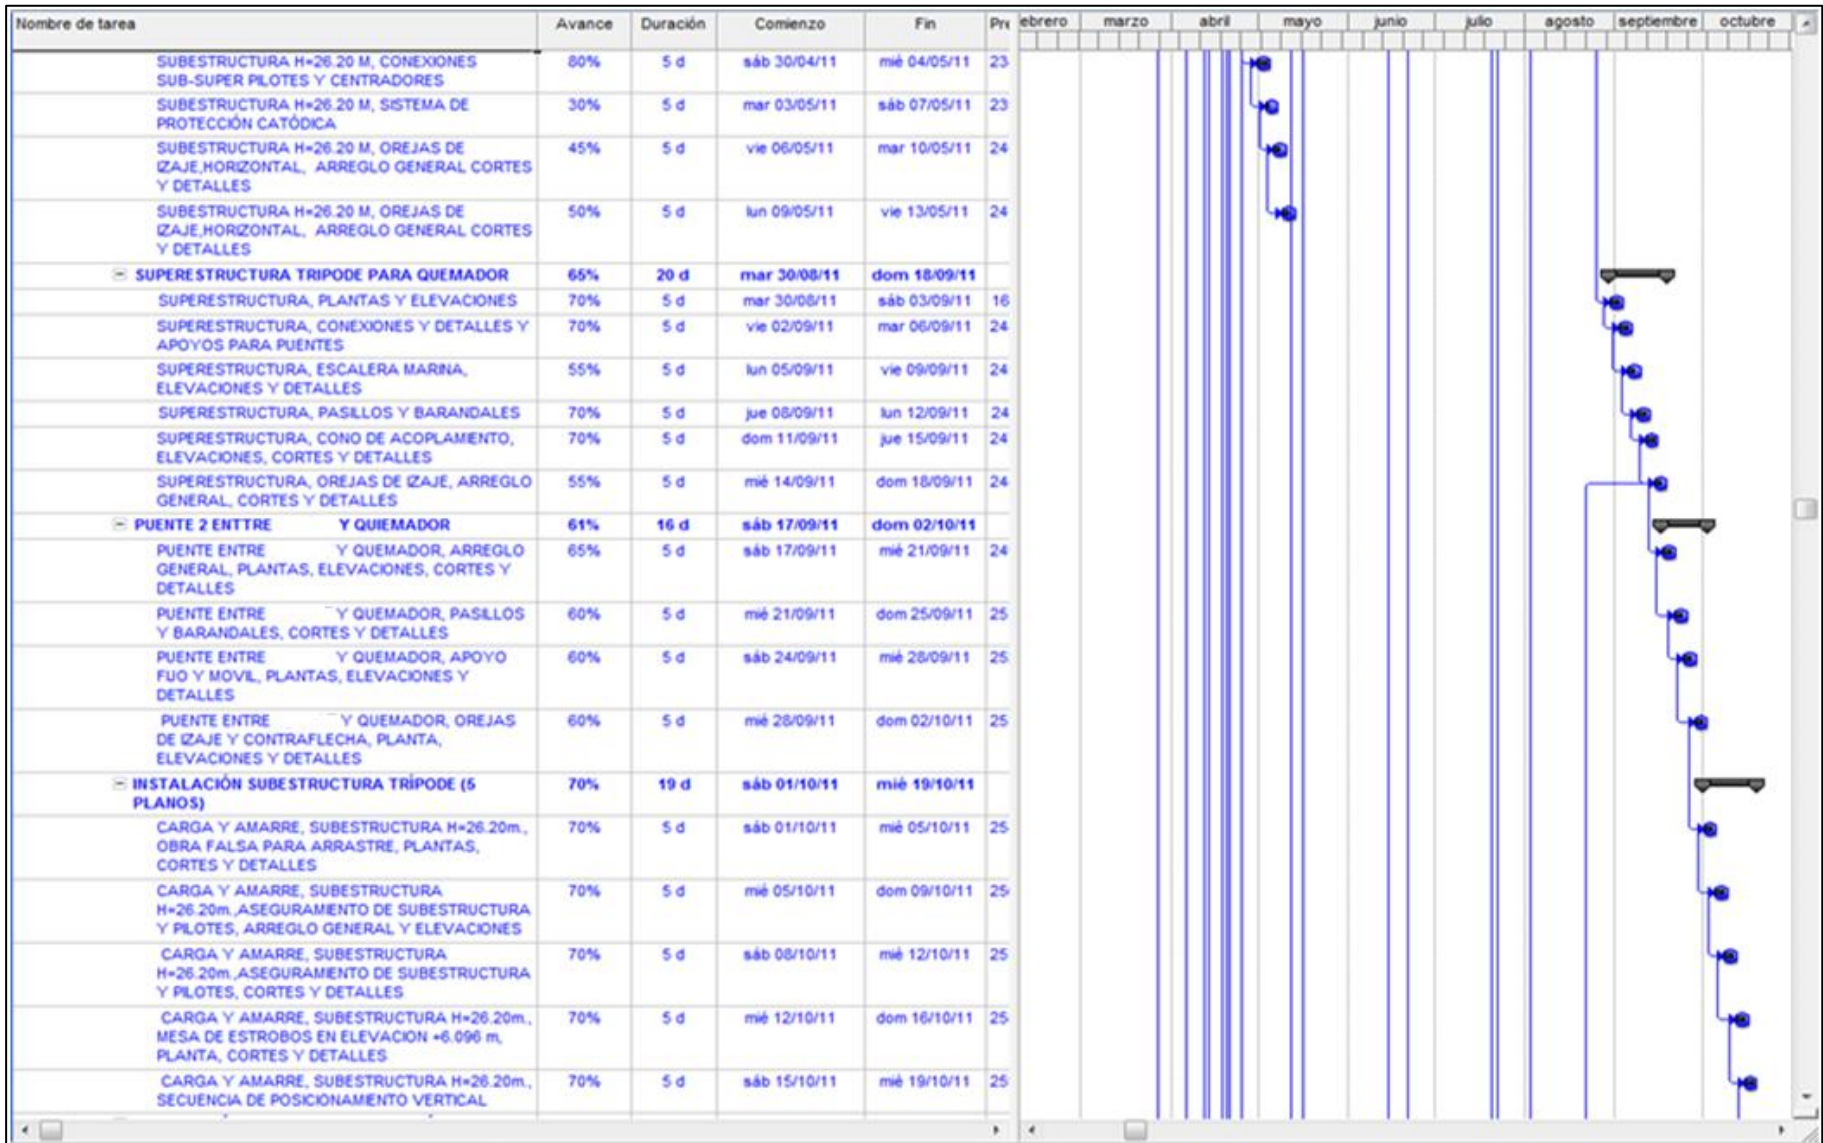 Nombre de tarea Avance Duración Comienzo Fin Pre ebrero marzo abril mayo junio julio agosto septiembre octubre
SUBESTRUCTURA H=26.20 M, CONEXIONES 80% 5 d sáb 30/04/11 mié 04/05/11 23
SUB-SUPER PILOTES Y CENTRADORES
SUBESTRUCTURA H=26.20 M, SISTEMA DE 30% 5 d mar 03/05/11 sáb 07/05/11 23
PROTECCIÓN CATÓDICA
SUBESTRUCTURA H=26.20 M, OREJAS DE 45% 5 d vie 06/05/11 mar 10/05/11 24
IZAJE,HORIZONTAL, ARREGLO GENERAL CORTES
Y DETALLES
SUBESTRUCTURA H=26.20 M, OREJAS DE 50% 5 d lun 09/05/11 vie 13/05/11 24
IZAJE,HORIZONTAL, ARREGLO GENERAL CORTES
Y DETALLES
SUPERESTRUCTURA TRIPODE PARA QUEMADOR 65% 20 d mar 30/08/11 dom 18/09/11
SUPERESTRUCTURA, PLANTAS Y ELEVACIONES 70% 5 d mar 30/08/11 sáb 03/09/11 16
SUPERESTRUCTURA, CONEXIONES Y DETALLES Y 70% 5 d vie 02/09/11 mar 06/09/11 24
APOYOS PARA PUENTES
SUPERESTRUCTURA, ESCALERA MARINA, 55% 5 d lun 05/09/11 vie 09/09/11 24
ELEVACIONES Y DETALLES
SUPERESTRUCTURA, PASILLOS Y BARANDALES 70% 5 d jue 08/09/11 lun 12/09/11 24
SUPERESTRUCTURA, CONO DE ACOPLAMIENTO, 70% 5 d dom 11/09/11 jue 15/09/11 24
ELEVACIONES, CORTES Y DETALLES
SUPERESTRUCTURA, OREJAS DE IZAJE, ARREGLO 55% 5 d mié 14/09/11 dom 18/09/11 24
GENERAL, CORTES Y DETALLES
PUENTE 2 ENTTRE Y QUIEMADOR 61% 16 d sáb 17/09/11 dom 02/10/11
PUENTE ENTRE Y QUEMADOR, ARREGLO 65% 5 d sáb 17/09/11 mié 21/09/11 24
GENERAL, PLANTAS, ELEVACIONES, CORTES Y
DETALLES
PUENTE ENTRE Y QUEMADOR, PASILLOS 60% 5 d mié 21/09/11 dom 25/09/11 25
Y BARANDALES, CORTES Y DETALLES
PUENTE ENTRE Y QUEMADOR, APOYO 60% 5 d sáb 24/09/11 mié 28/09/11 25
FIJO Y MOVIL, PLANTAS, ELEVACIONES Y
DETALLES
PUENTE ENTRE Y QUEMADOR, OREJAS 60% 5 d mié 28/09/11 dom 02/10/11 25
DE IZAJE Y CONTRAFLECHA, PLANTA,
ELEVACIONES Y DETALLES
INSTALACIÓN SUBESTRUCTURA TRÍPODE (5 70% 19 d sáb 01/10/11 mié 19/10/11
PLANOS)
CARGA Y AMARRE, SUBESTRUCTURA H=26.20m., 70% 5 d sáb 01/10/11 mié 05/10/11 25
OBRA FALSA PARA ARRASTRE, PLANTAS,
CORTES Y DETALLES
CARGA Y AMARRE, SUBESTRUCTURA 70% 5 d mié 05/10/11 dom 09/10/11 25
H=26.20m.,ASEGURAMIENTO DE SUBESTRUCTURA
Y PILOTES, ARREGLO GENERAL Y ELEVACIONES
CARGA Y AMARRE, SUBESTRUCTURA 70% 5 d sáb 08/10/11 mié 12/10/11 25
H=26.20m.,ASEGURAMIENTO DE SUBESTRUCTURA
Y PILOTES, CORTES Y DETALLES
CARGA Y AMARRE, SUBESTRUCTURA H=26.20m., 70% 5 d mié 12/10/11 dom 16/10/11 25
MESA DE ESTROBOS EN ELEVACION +6.096 m, PLANTA, CORTES Y DETALLES
CARGA Y AMARRE, SUBESTRUCTURA H=26.20m., 70% 5 d sáb 15/10/11 mié 19/10/11 25
SECUENCIA DE POSICIONAMIENTO VERTICAL